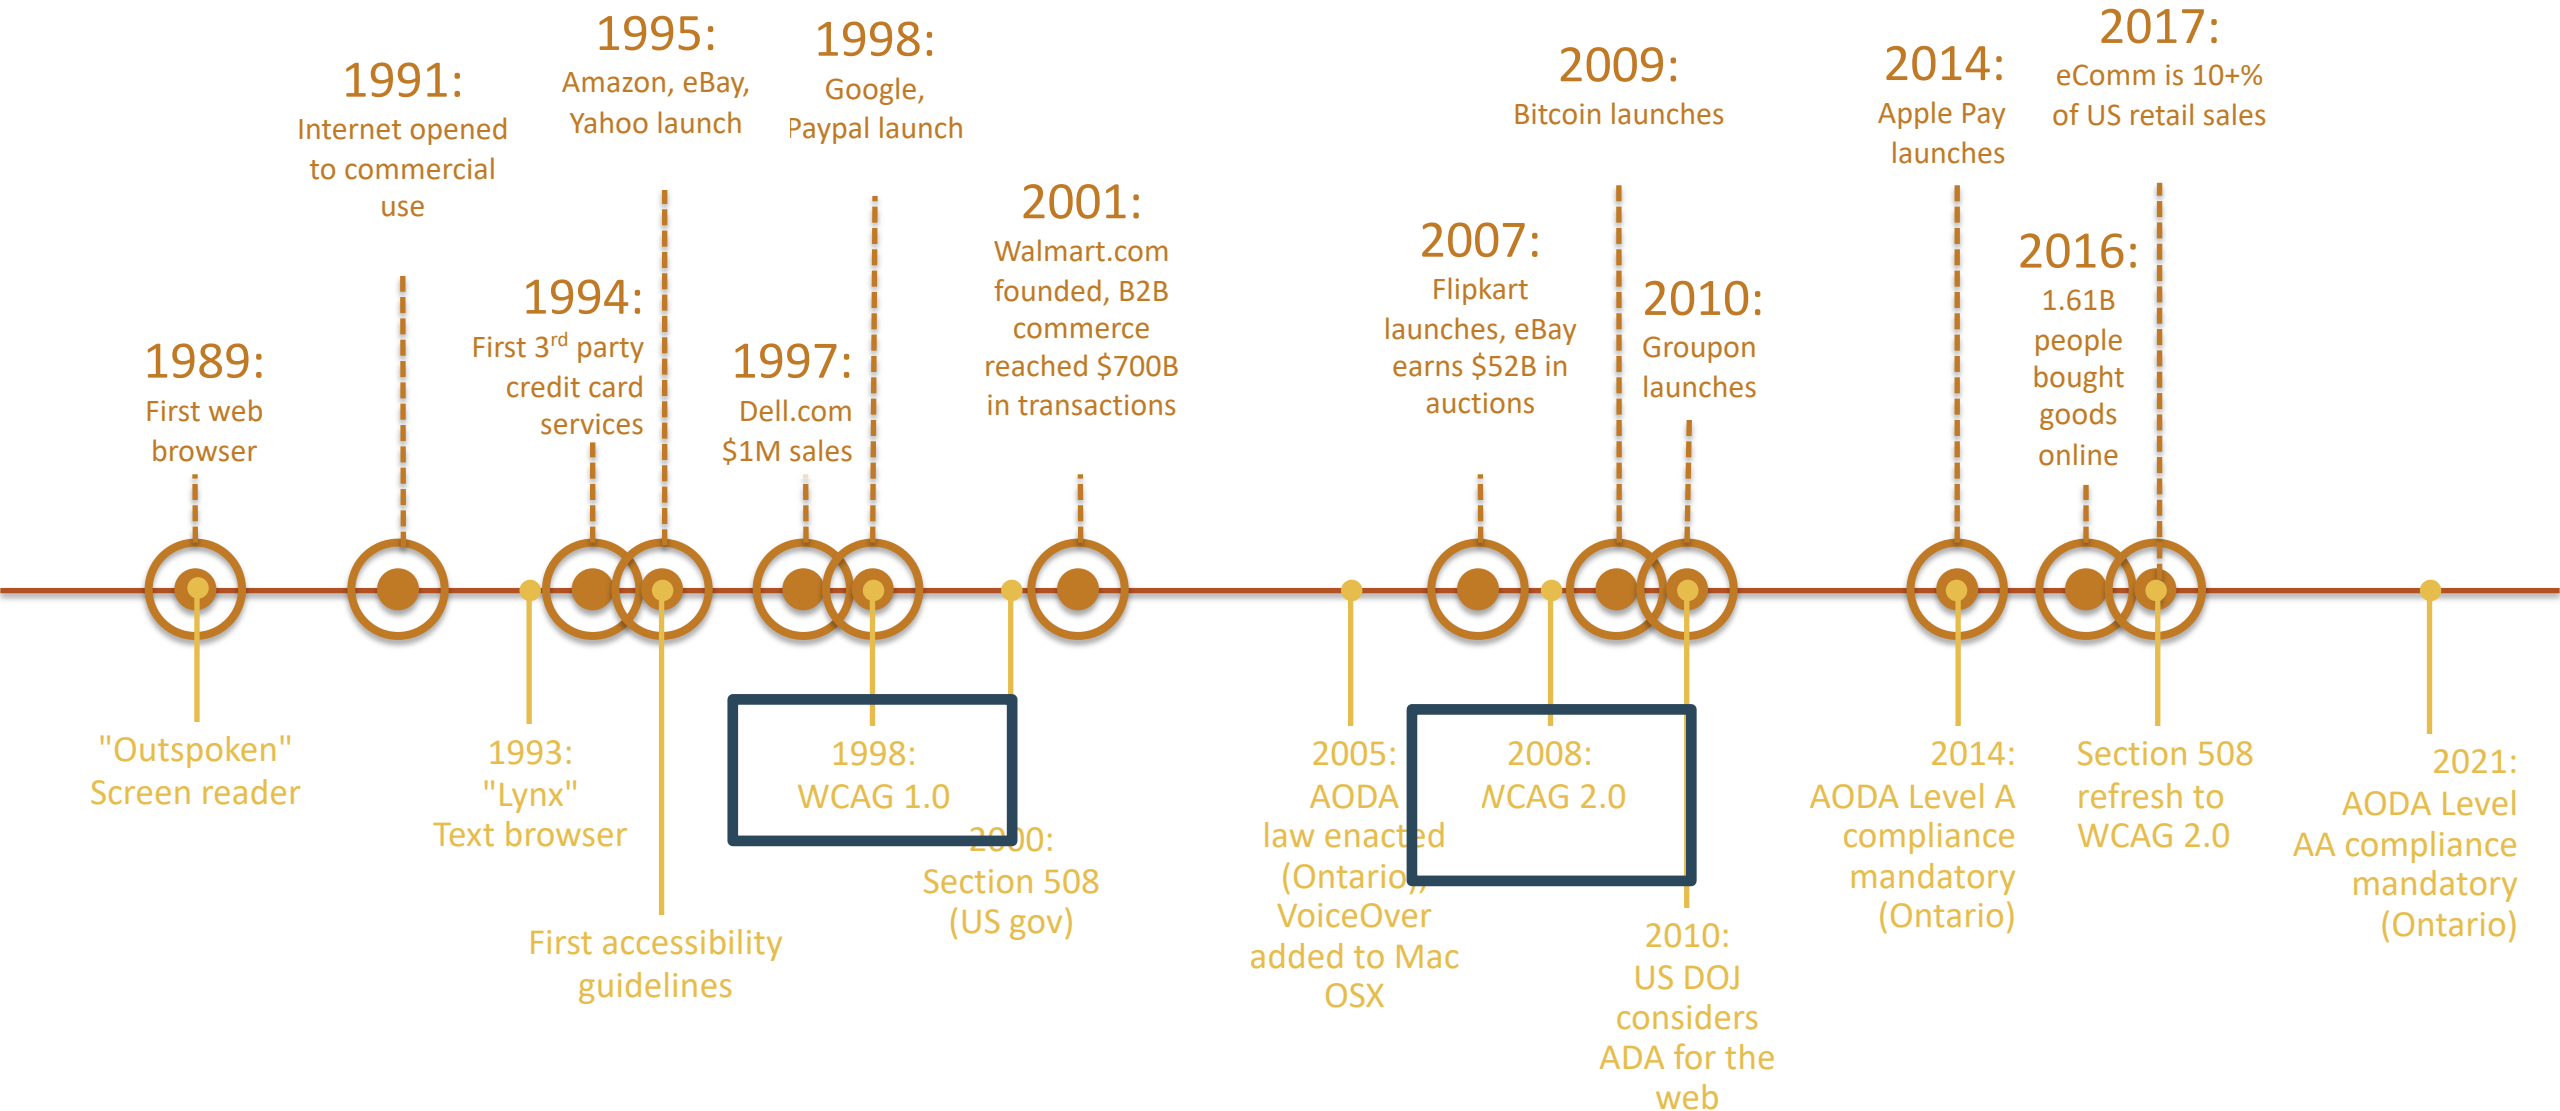 1989:
First web
browser
1991:
Internet opened
to commercial
use
1994:
First 3rd party
credit card
services
1995:
Amazon, eBay,
Yahoo launch
1997:
Dell.com
$1M sales
1998:
Google,
Paypal launch
2001:
Walmart.com
founded, B2B
commerce
reached $700B
in transactions
2007:
Flipkart
launches, eBay
earns $52B in
auctions
2009:
Bitcoin launches
2010:
Groupon
launches
2014:
Apple Pay
launches
2016:
1.61B
people
bought
goods
online
2017:
eComm is 10+%
of US retail sales
"Outspoken"
Screen reader
1993:
"Lynx"
Text browser
First accessibility
guidelines
1998:
WCAG 1.0
2000:
Section 508
(US gov)
2005:
AODA
law enacted
(Ontario),
VoiceOver
added to Mac
OSX
2008:
WCAG 2.0
2010:
US DOJ
considers
ADA for the
web
2014:
AODA Level A
compliance
mandatory
(Ontario)
Section 508
refresh to
WCAG 2.0
2021:
AODA Level
AA compliance
mandatory
(Ontario)